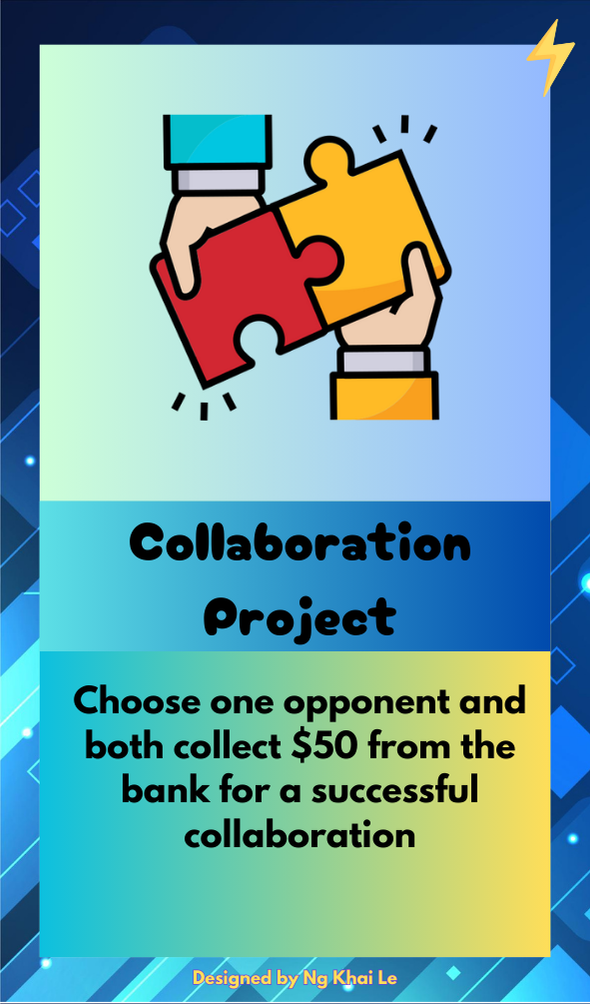 Collaboration
Project
Choose one opponent and
both collect $50 from the
bank for a successful
collaboration
Designed by Ng Khai Le